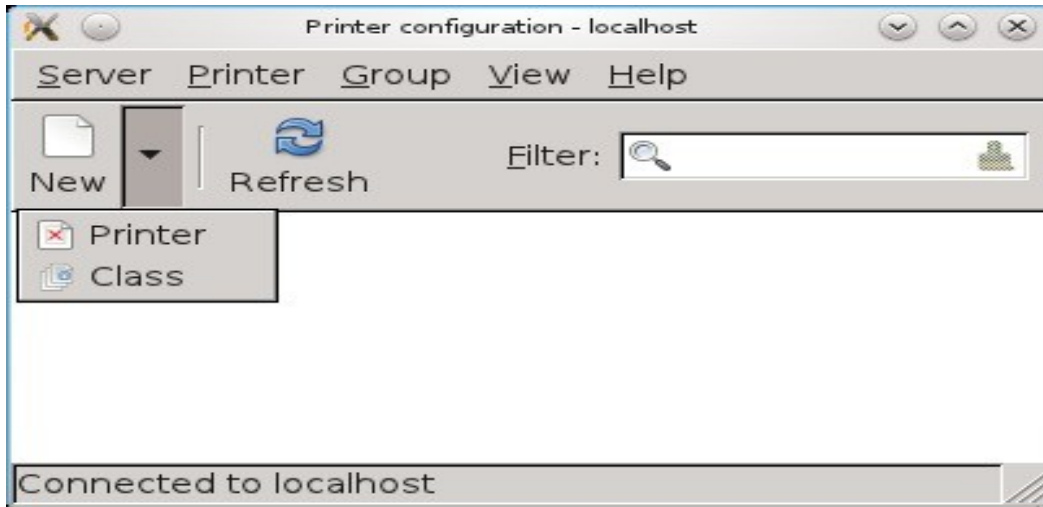 Printer configuration - localhost
Server Printer Group View Help
New Refresh Filter:
Printer
Class
Connected to localhost